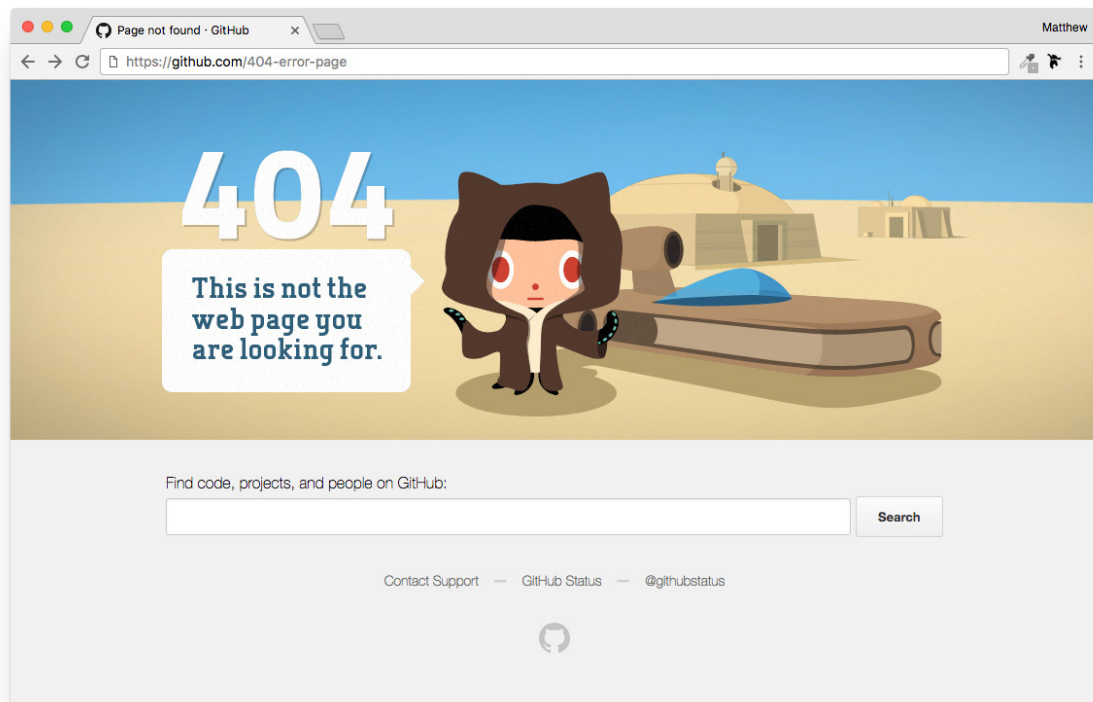 Page not found · GitHub
Matthew
https://github.com/404-error-page
404
This is not the
web page you
are looking for.
Find code, projects, and people on GitHub:
Search
Contact Support — GitHub Status — @githubstatus